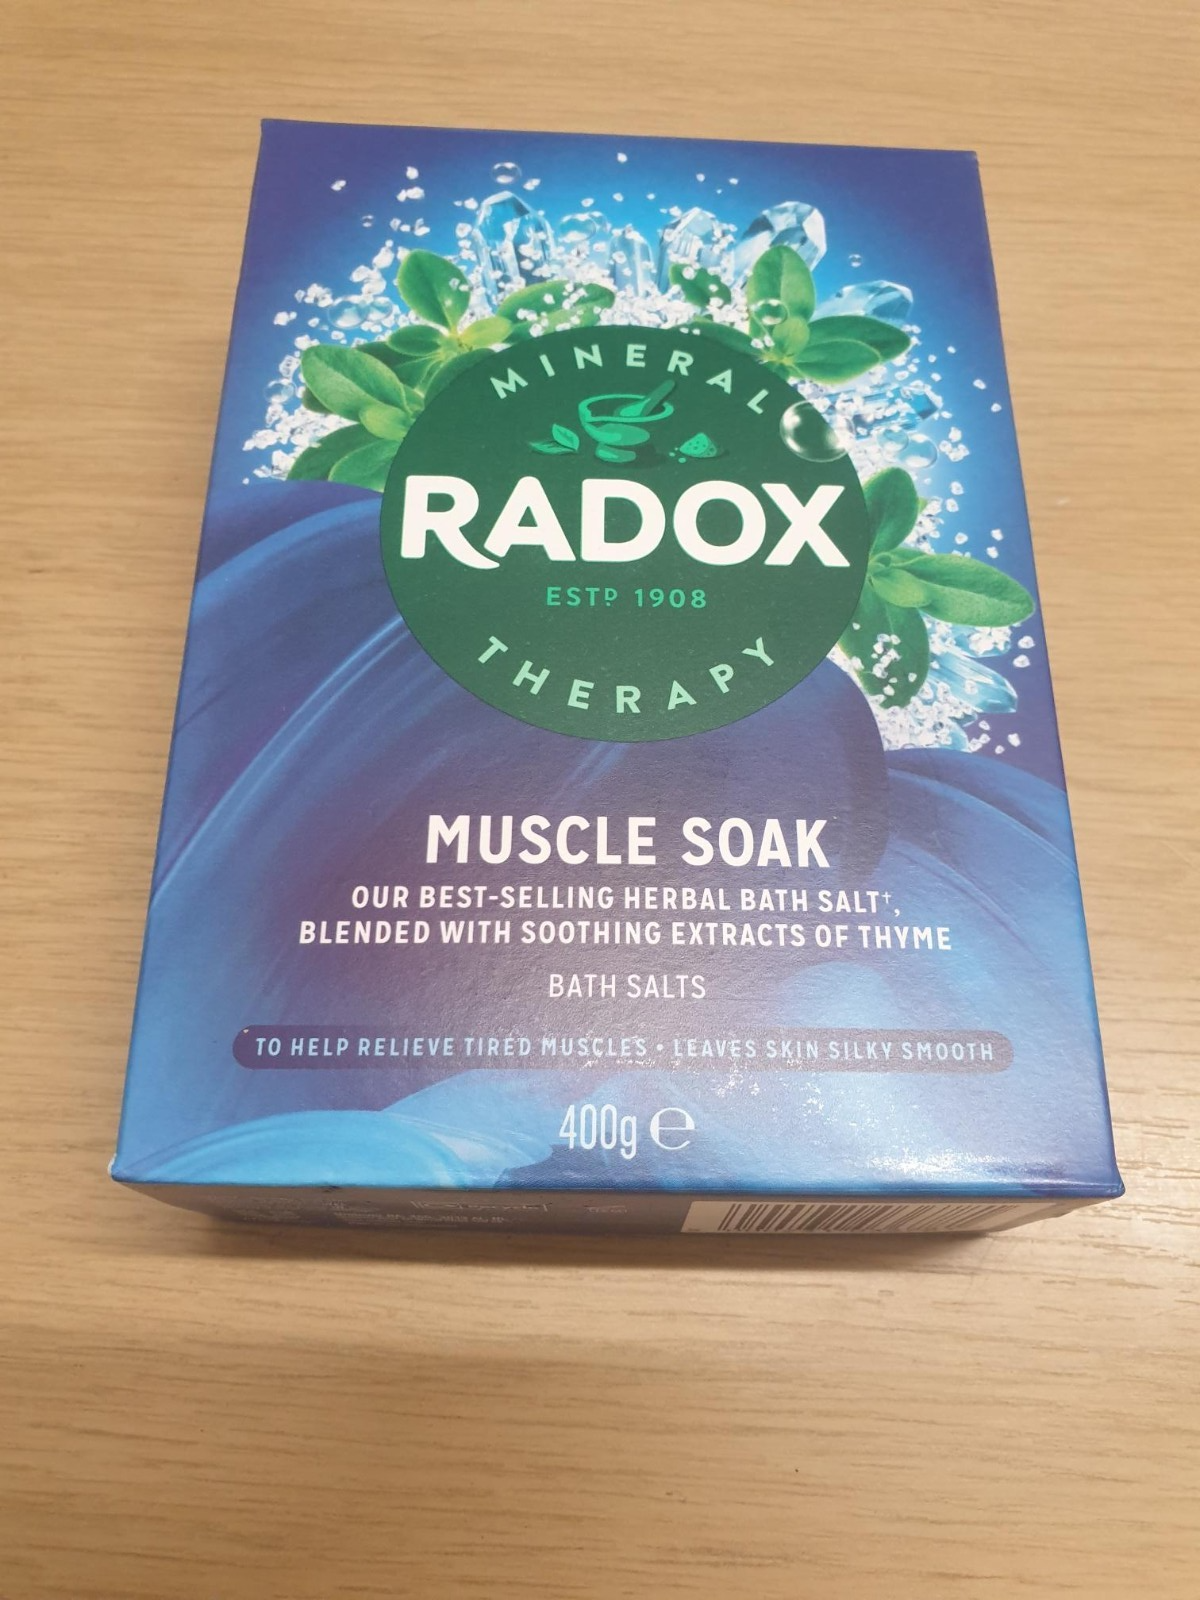 MINERAL
RADOX
ESTD 1908
THERAPY
MUSCLE SOAK
OUR BEST-SELLING HERBAL BATH SALT†,
BLENDED WITH SOOTHING EXTRACTS OF THYME
BATH SALTS
TO HELP RELIEVE TIRED MUSCLES • LEAVES SKIN SILKY SMOOTH
400g ℮